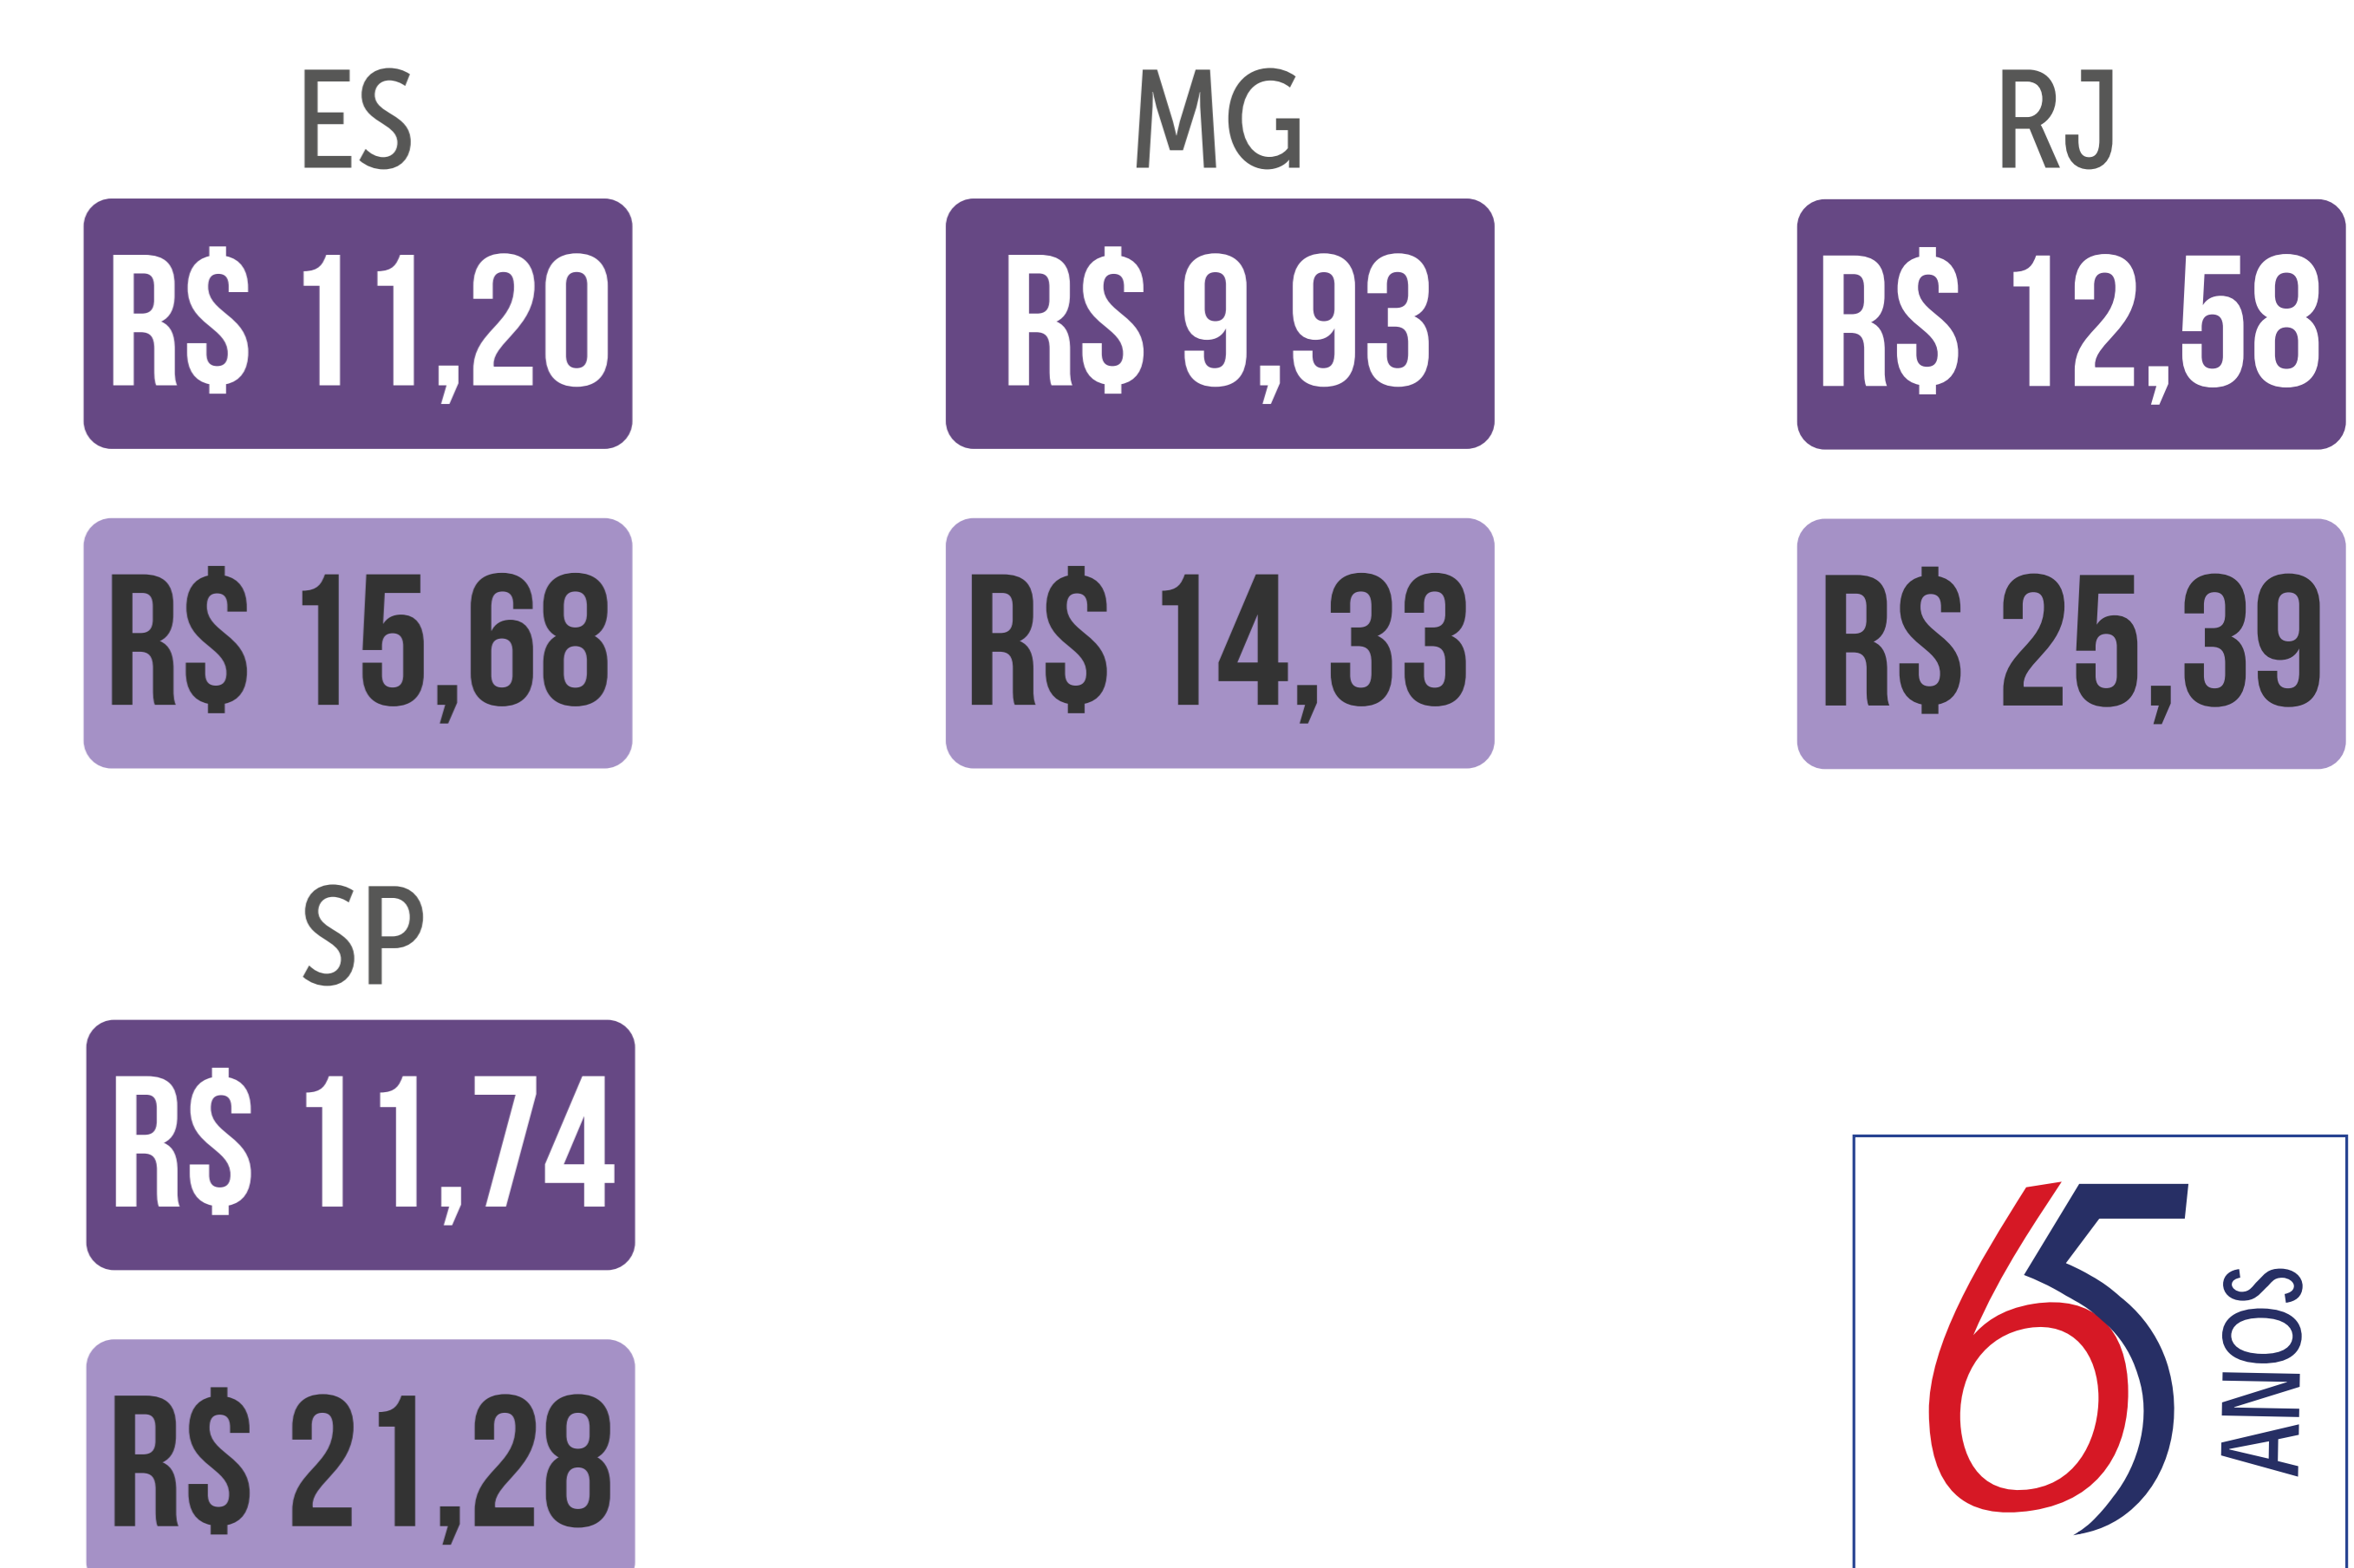 ES MG RJ
R$ 11,20 R$ 9,93 R$ 12,58
R$ 15,68 R$ 14,33 R$ 25,39
SP
R$ 11,74
R$ 21,28
65 ANOS